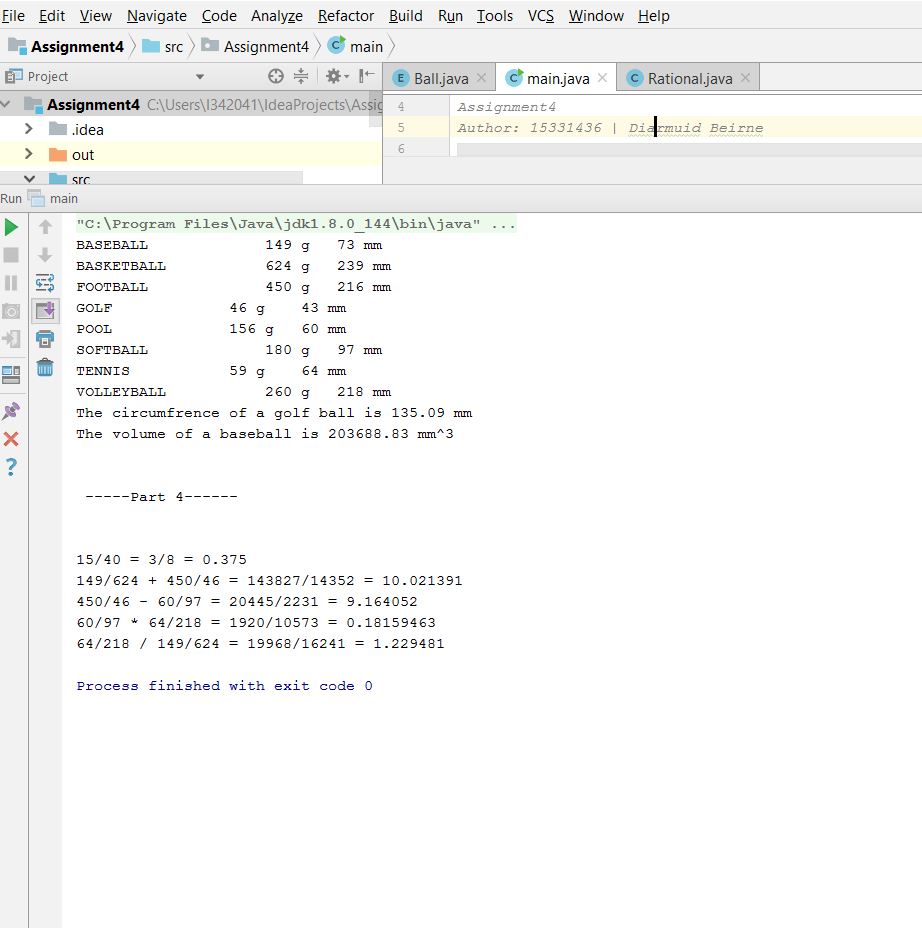 File Edit View Navigate Code Analyze Refactor Build Run Tools VCS Window Help
Assignment4 src Assignment4 C main
Project
E Ball.java C main.java C Rational.java
Assignment4 C:\Users\I342041\IdeaProjects\Assig
.idea
out
src
4 Assignment4
5 Author: 15331436 | Diarmuid Beirne
6
Run main
"C:\Program Files\Java\jdk1.8.0_144\bin\java" ...
BASEBALL 149 g 73 mm
BASKETBALL 624 g 239 mm
FOOTBALL 450 g 216 mm
GOLF 46 g 43 mm
POOL 156 g 60 mm
SOFTBALL 180 g 97 mm
TENNIS 59 g 64 mm
VOLLEYBALL 260 g 218 mm
The circumfrence of a golf ball is 135.09 mm
The volume of a baseball is 203688.83 mm^3
-----Part 4------
15/40 = 3/8 = 0.375
149/624 + 450/46 = 143827/14352 = 10.021391
450/46 - 60/97 = 20445/2231 = 9.164052
60/97 * 64/218 = 1920/10573 = 0.18159463
64/218 / 149/624 = 19968/16241 = 1.229481
Process finished with exit code 0